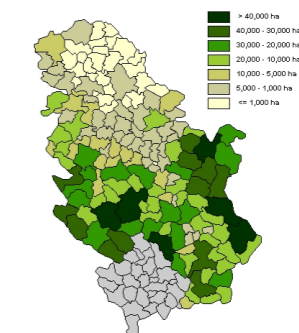 > 40,000 ha
40,000 - 30,000 ha
30,000 - 20,000 ha
20,000 - 10,000 ha
10,000 - 5,000 ha
5,000 - 1,000 ha
<= 1,000 ha